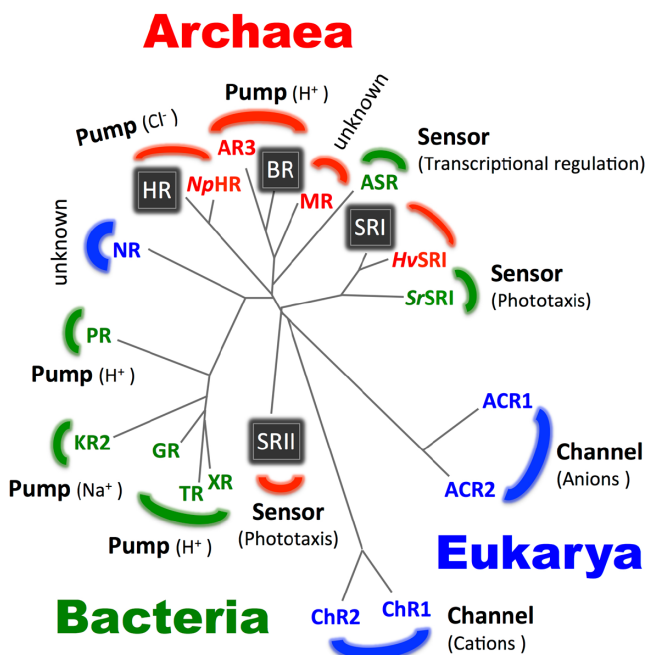 Archaea
Pump (H⁺ )
Pump (Cl⁻ )
unknown
AR3
BR
HR
NpHR
MR
ASR
Sensor
(Transcriptional regulation)
SRI
HvSRI
SrSRI
Sensor
(Phototaxis)
unknown
NR
PR
Pump (H⁺ )
KR2
Pump (Na⁺ )
GR
TR
XR
Pump (H⁺ )
SRII
Sensor
(Phototaxis)
ACR1
ACR2
Channel
(Anions )
Eukarya
Bacteria
ChR2
ChR1
Channel
(Cations )